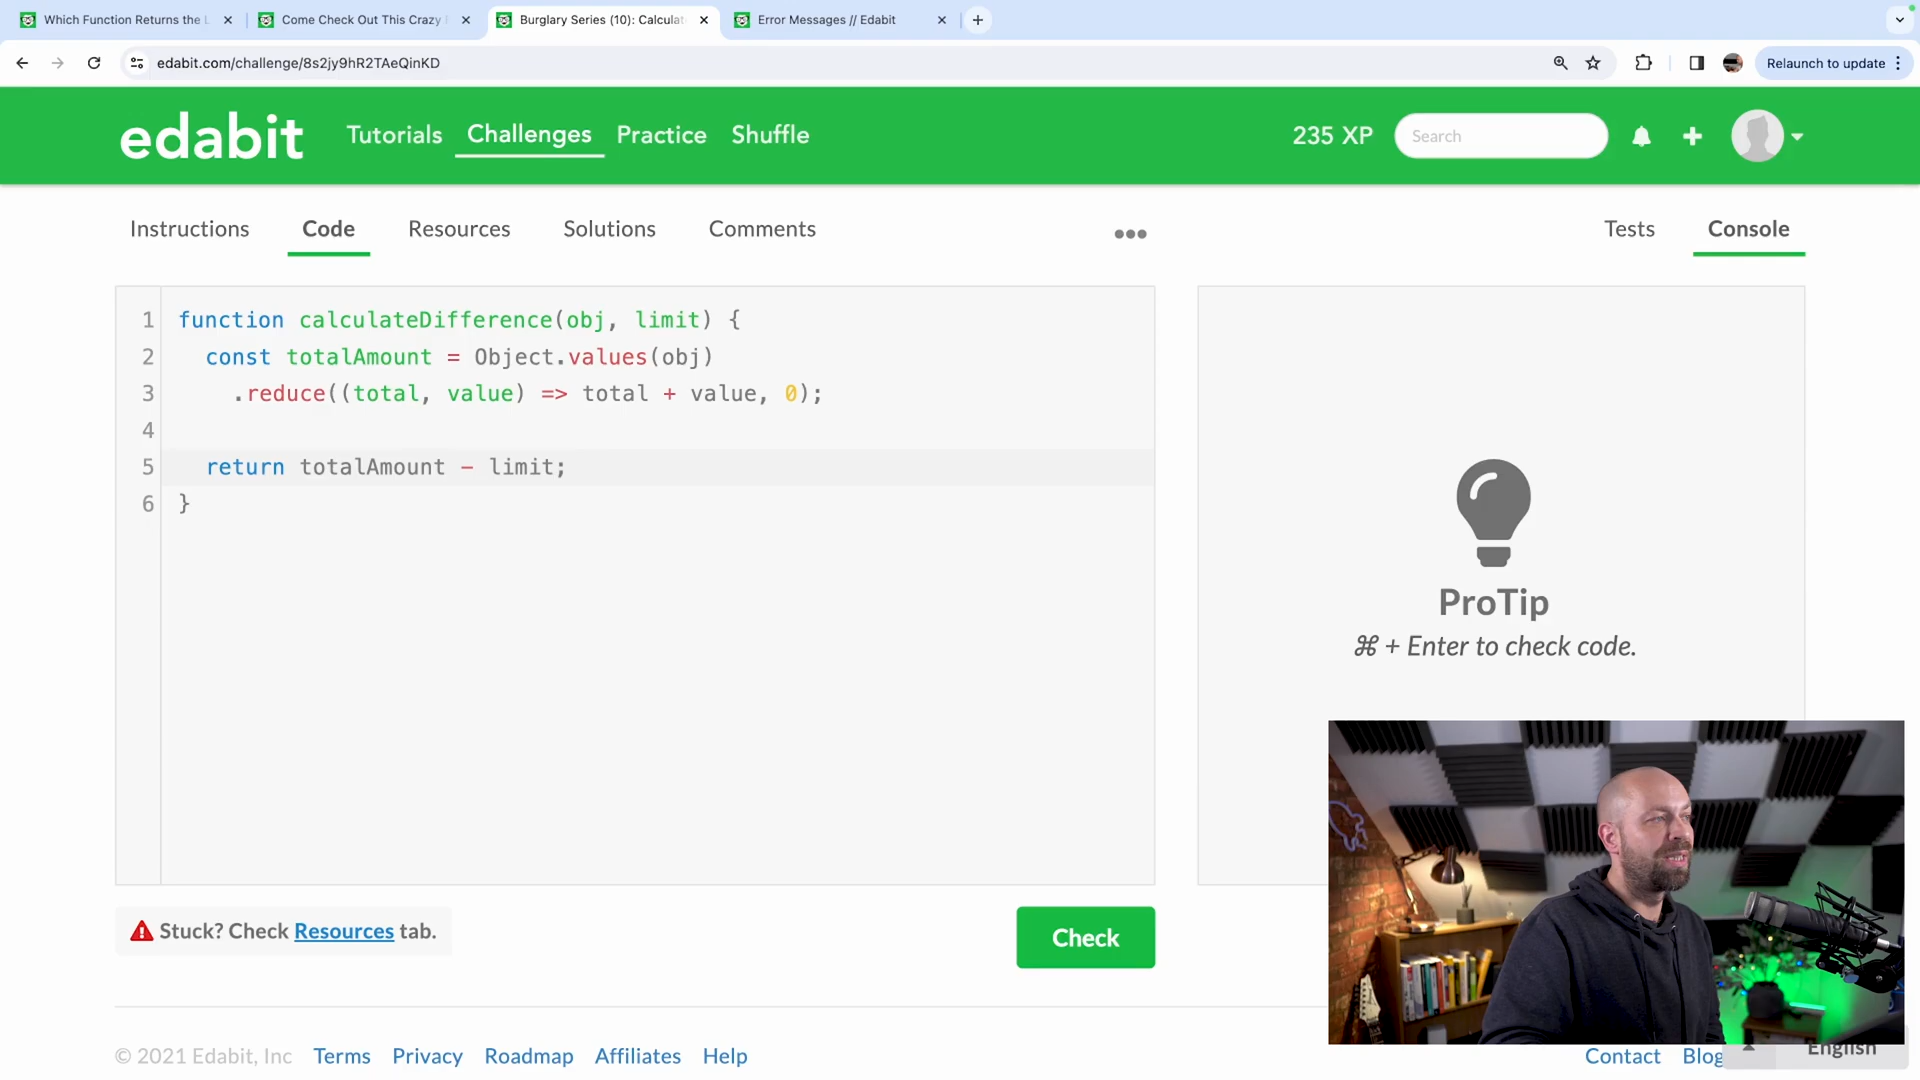 Which Function Returns the L
Come Check Out This Crazy
Burglary Series (10): Calculat
Error Messages // Edabit
edabit.com/challenge/8s2jy9hR2TAeQinKD
Relaunch to update
edabit
Tutorials
Challenges
Practice
Shuffle
235 XP
Search
Instructions
Code
Resources
Solutions
Comments
Tests
Console
1 function calculateDifference(obj, limit) {
2 const totalAmount = Object.values(obj)
3 .reduce((total, value) => total + value, 0);
4
5 return totalAmount - limit;
6 }
ProTip
⌘ + Enter to check code.
Stuck? Check Resources tab.
Check
© 2021 Edabit, Inc
Terms
Privacy
Roadmap
Affiliates
Help
Contact
Blog
English